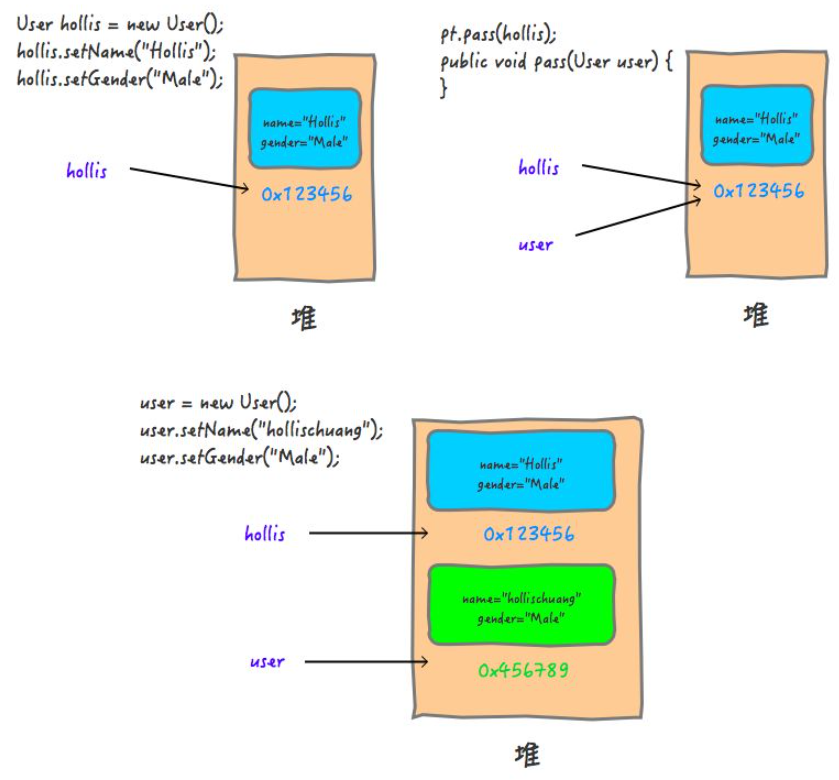 User hollis = new User();
hollis.setName("Hollis");
hollis.setGender("Male");
name="Hollis"
gender="Male"
hollis
0x123456
堆
pt.pass(hollis);
public void pass(User user) {
}
name="Hollis"
gender="Male"
hollis
0x123456
user
堆
user = new User();
user.setName("hollischuang");
user.setGender("Male");
name="Hollis"
gender="Male"
hollis
0x123456
name="hollischuang"
gender="Male"
user
0x456789
堆